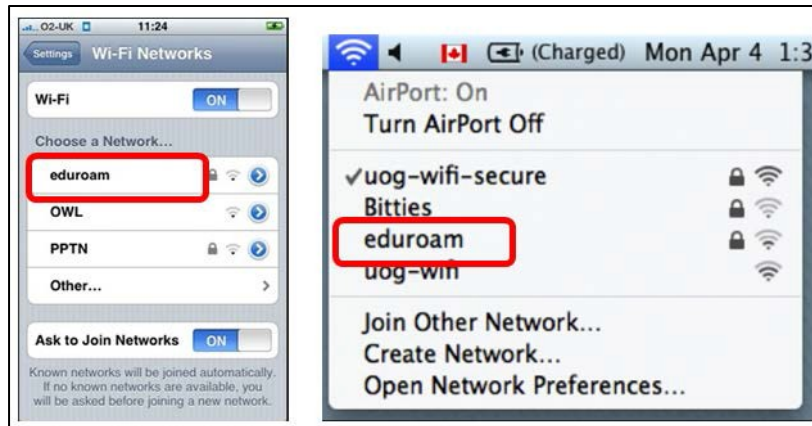 O2-UK 11:24
Settings Wi-Fi Networks
Wi-Fi ON
Choose a Network...
eduroam
OWL
PPTN
Other...
Ask to Join Networks ON
Known networks will be joined automatically.
If no known networks are available, you
will be asked before joining a new network.
(Charged) Mon Apr 4 1:3
AirPort: On
Turn AirPort Off
✓uog-wifi-secure
Bitties
eduroam
uog-wifi
Join Other Network...
Create Network...
Open Network Preferences...